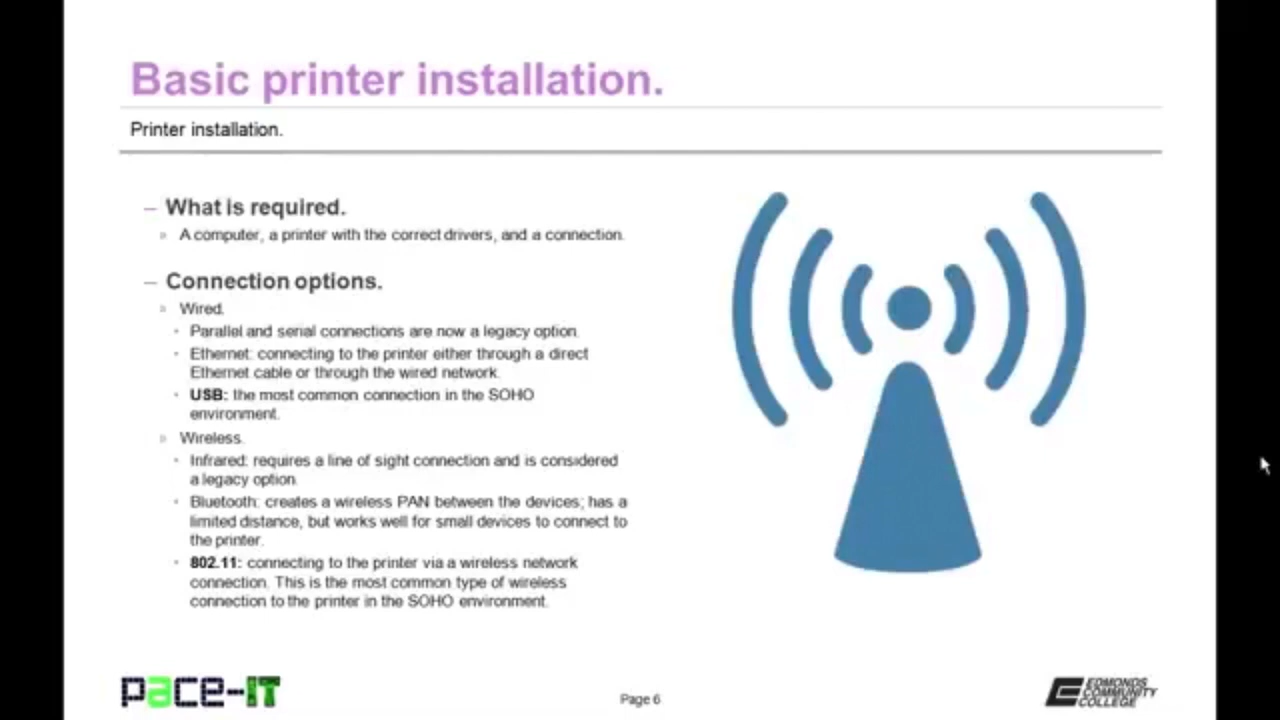 Basic printer installation.
Printer installation.
– What is required.
» A computer, a printer with the correct drivers, and a connection.
– Connection options.
» Wired.
• Parallel and serial connections are now a legacy option.
• Ethernet: connecting to the printer either through a direct
Ethernet cable or through the wired network.
• USB: the most common connection in the SOHO
environment.
» Wireless.
• Infrared: requires a line of sight connection and is considered
a legacy option.
• Bluetooth: creates a wireless PAN between the devices; has a
limited distance, but works well for small devices to connect to
the printer.
• 802.11: connecting to the printer via a wireless network
connection. This is the most common type of wireless
connection to the printer in the SOHO environment.
pace-IT
Page 6
EDMONDS
COMMUNITY
COLLEGE